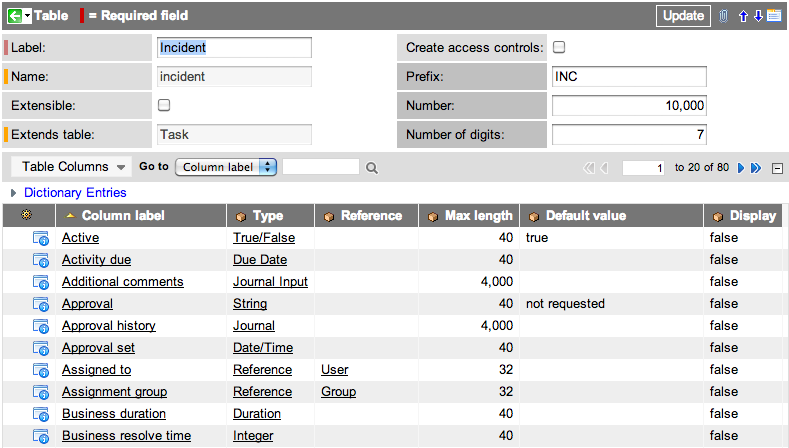 Table = Required field Update
Label: Incident Create access controls:
Name: incident Prefix: INC
Extensible: Number: 10,000
Extends table: Task Number of digits: 7
Table Columns Go to Column label 1 to 20 of 80
Dictionary Entries
Column label Type Reference Max length Default value Display
Active True/False 40 true false
Activity due Due Date 40 false
Additional comments Journal Input 4,000 false
Approval String 40 not requested false
Approval history Journal 4,000 false
Approval set Date/Time 40 false
Assigned to Reference User 32 false
Assignment group Reference Group 32 false
Business duration Duration 40 false
Business resolve time Integer 40 false